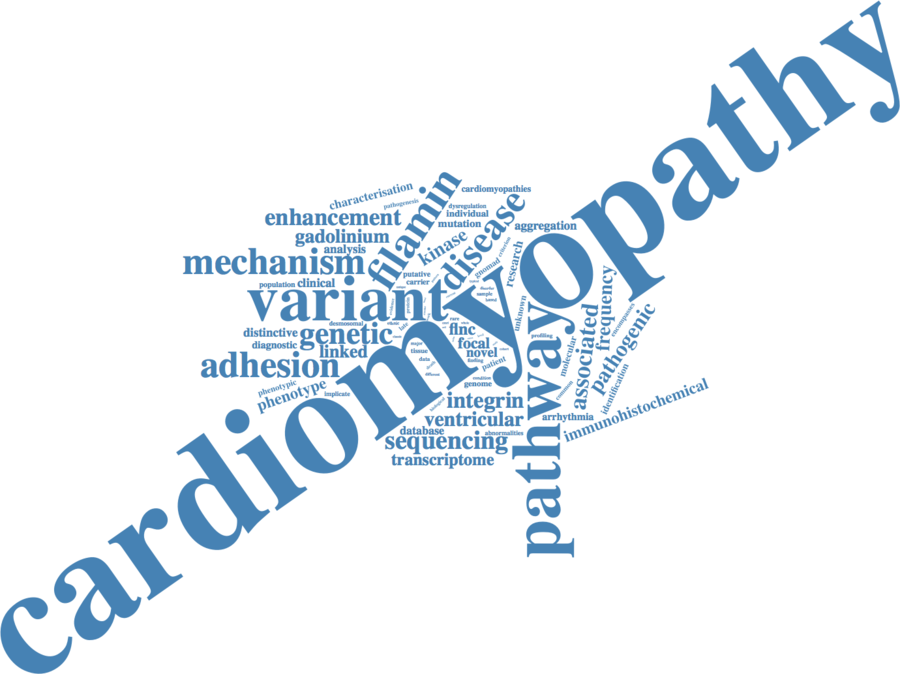 cardiomyopathy
characterisation
cardiomyopathies
pathogenesis
filamin
disease
dysregulation
individual
mutation
enhancement
gadolinium
analysis
kinase
aggregation
research
gnomad
mechanism
putative
carrier
population
clinical
variant
unknown
frequency
associated
pathogenic
distinctive
genetic
desmosomal
diagnostic
linked
flnc
rare
focal
novel
finding
tissue
data
patient
profiling
molecular
pathway
adhesion
phenotypic
phenotype
implicate
genome
identification
integrin
ventricular
arrhythmia
immunohistochemical
database
abnormalities
sequencing
transcriptome